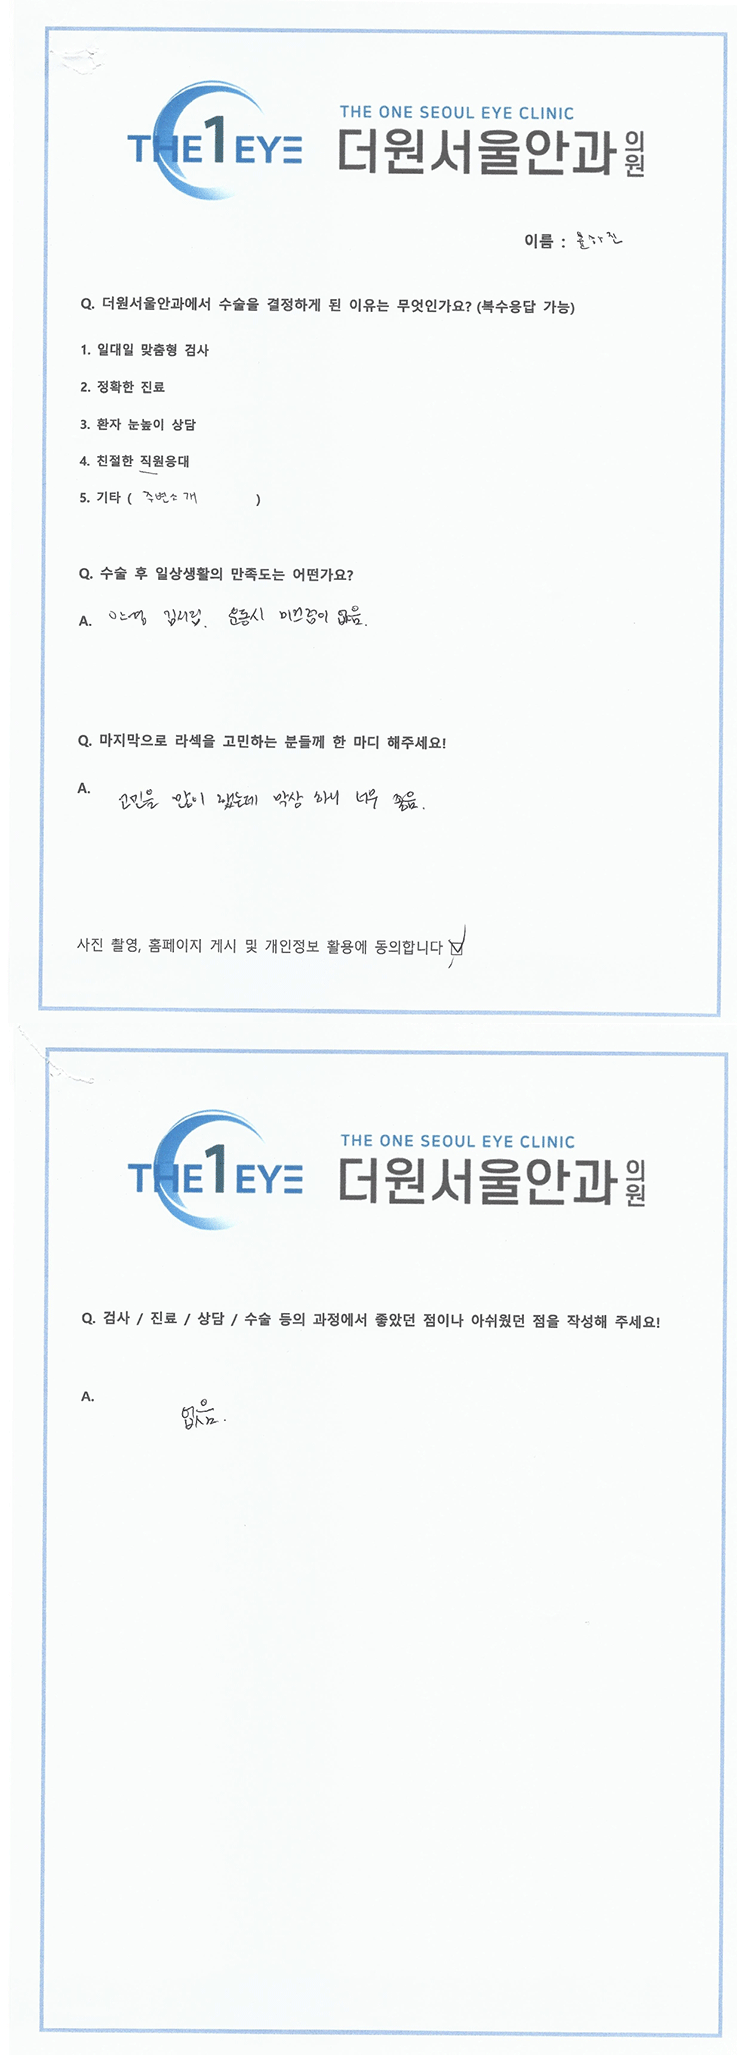 THE 1 EYE
THE ONE SEOUL EYE CLINIC
더원서울안과의원
이름 :
Q. 더원서울안과에서 수술을 결정하게 된 이유는 무엇인가요? (복수응답 가능)
1. 일대일 맞춤형 검사
2. 정확한 진료
3. 환자 눈높이 상담
4. 친절한 직원응대
5. 기타 ( 주변소개 )
Q. 수술 후 일상생활의 만족도는 어떤가요?
A. 운동시 미끄럼이 없음.
Q. 마지막으로 라섹을 고민하는 분들께 한 마디 해주세요!
A. 고민을 많이 했는데 막상 하니 너무 좋음.
사진 촬영, 홈페이지 게시 및 개인정보 활용에 동의합니다
THE 1 EYE
THE ONE SEOUL EYE CLINIC
더원서울안과의원
Q. 검사 / 진료 / 상담 / 수술 등의 과정에서 좋았던 점이나 아쉬웠던 점을 작성해 주세요!
A. 없음.